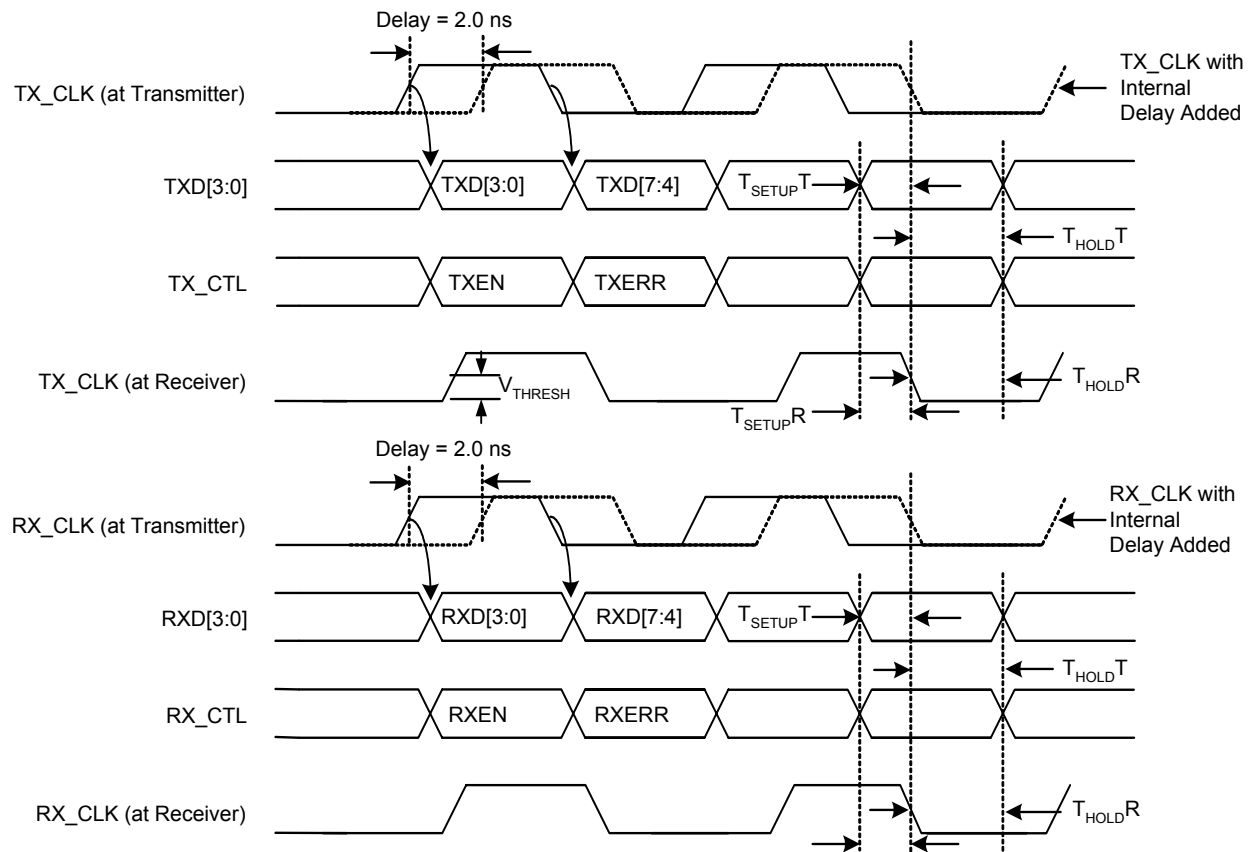 Delay = 2.0 ns
TX_CLK (at Transmitter)
TX_CLK with
Internal
Delay Added
TXD[3:0]
TXD[3:0]
TXD[7:4]
TSETUPT
THOLDT
TX_CTL
TXEN
TXERR
TX_CLK (at Receiver)
VTHRESH
THOLDR
TSETUPR
Delay = 2.0 ns
RX_CLK (at Transmitter)
RX_CLK with
Internal
Delay Added
RXD[3:0]
RXD[3:0]
RXD[7:4]
TSETUPT
THOLDT
RX_CTL
RXEN
RXERR
RX_CLK (at Receiver)
THOLDR